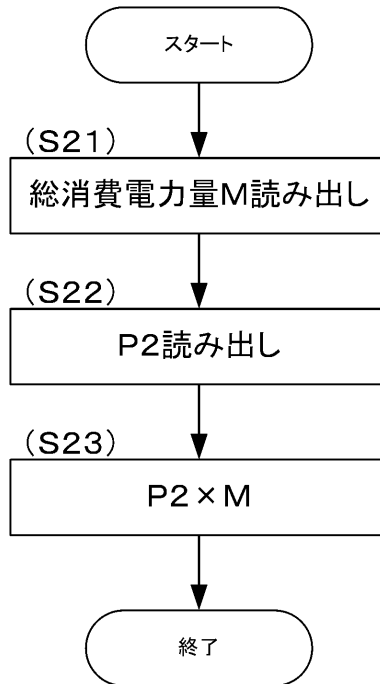 スタート
（S21）
総消費電力量M読み出し
（S22）
P2読み出し
（S23）
P2×M
終了